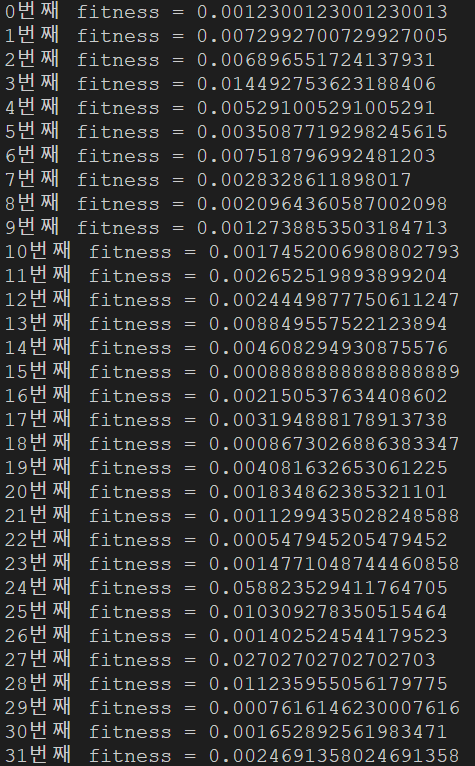 0번째 fitness = 0.0012300123001230013
1번째 fitness = 0.0072992700729927005
2번째 fitness = 0.006896551724137931
3번째 fitness = 0.014492753623188406
4번째 fitness = 0.005291005291005291
5번째 fitness = 0.0035087719298245615
6번째 fitness = 0.007518796992481203
7번째 fitness = 0.0028328611898017
8번째 fitness = 0.0020964360587002098
9번째 fitness = 0.0012738853503184713
10번째 fitness = 0.0017452006980802793
11번째 fitness = 0.002652519893899204
12번째 fitness = 0.0024449877750611247
13번째 fitness = 0.008849557522123894
14번째 fitness = 0.004608294930875576
15번째 fitness = 0.0008888888888888889
16번째 fitness = 0.002150537634408602
17번째 fitness = 0.003194888178913738
18번째 fitness = 0.0008673026886383347
19번째 fitness = 0.004081632653061225
20번째 fitness = 0.001834862385321101
21번째 fitness = 0.0011299435028248588
22번째 fitness = 0.000547945205479452
23번째 fitness = 0.0014771048744460858
24번째 fitness = 0.058823529411764705
25번째 fitness = 0.010309278350515464
26번째 fitness = 0.001402524544179523
27번째 fitness = 0.02702702702702703
28번째 fitness = 0.011235955056179775
29번째 fitness = 0.0007616146230007616
30번째 fitness = 0.001652892561983471
31번째 fitness = 0.0024691358024691358